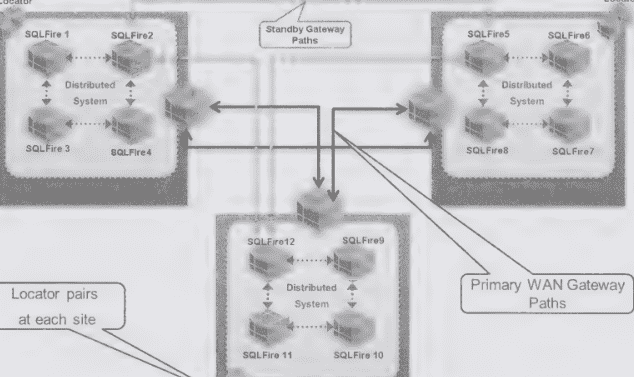 Locator
Standby Gateway
Paths
SQLFire 1
SQLFire2
Distributed
System
SQLFire 3
SQLFire4
SQLFire5
SQLFire6
Distributed
System
SQLFire8
SQLFire7
SQLFire12
SQLFire9
Distributed
System
SQLFire 11
SQLFire 10
Locator pairs
at each site
Primary WAN Gateway
Paths